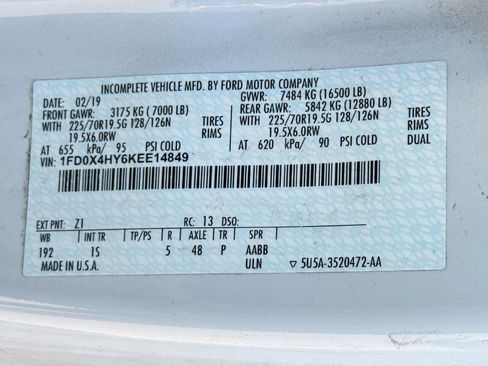 INCOMPLETE VEHICLE MFD. BY FORD MOTOR COMPANY
DATE: 02/19 GVWR: 7484 KG (16500 LB)
FRONT GAWR: 3175 KG (7000 LB) REAR GAWR: 5842 KG (12880 LB)
WITH 225/70R19.5G 128/126N TIRES WITH 225/70R19.5G 128/126N TIRES
19.5X6.0RW RIMS 19.5X6.0RW RIMS
AT 655 kPa/ 95 PSI COLD AT 620 kPa/ 90 PSI COLD DUAL
VIN: 1FD0X4HY6KEE14849
EXT PNT: Z1 RC: 13 DSO:
WB INT TR TP/PS R AXLE TR
192 1S 5 48 P AABB
MADE IN U.S.A. ULN ▽ 5U5A-3520472-AA